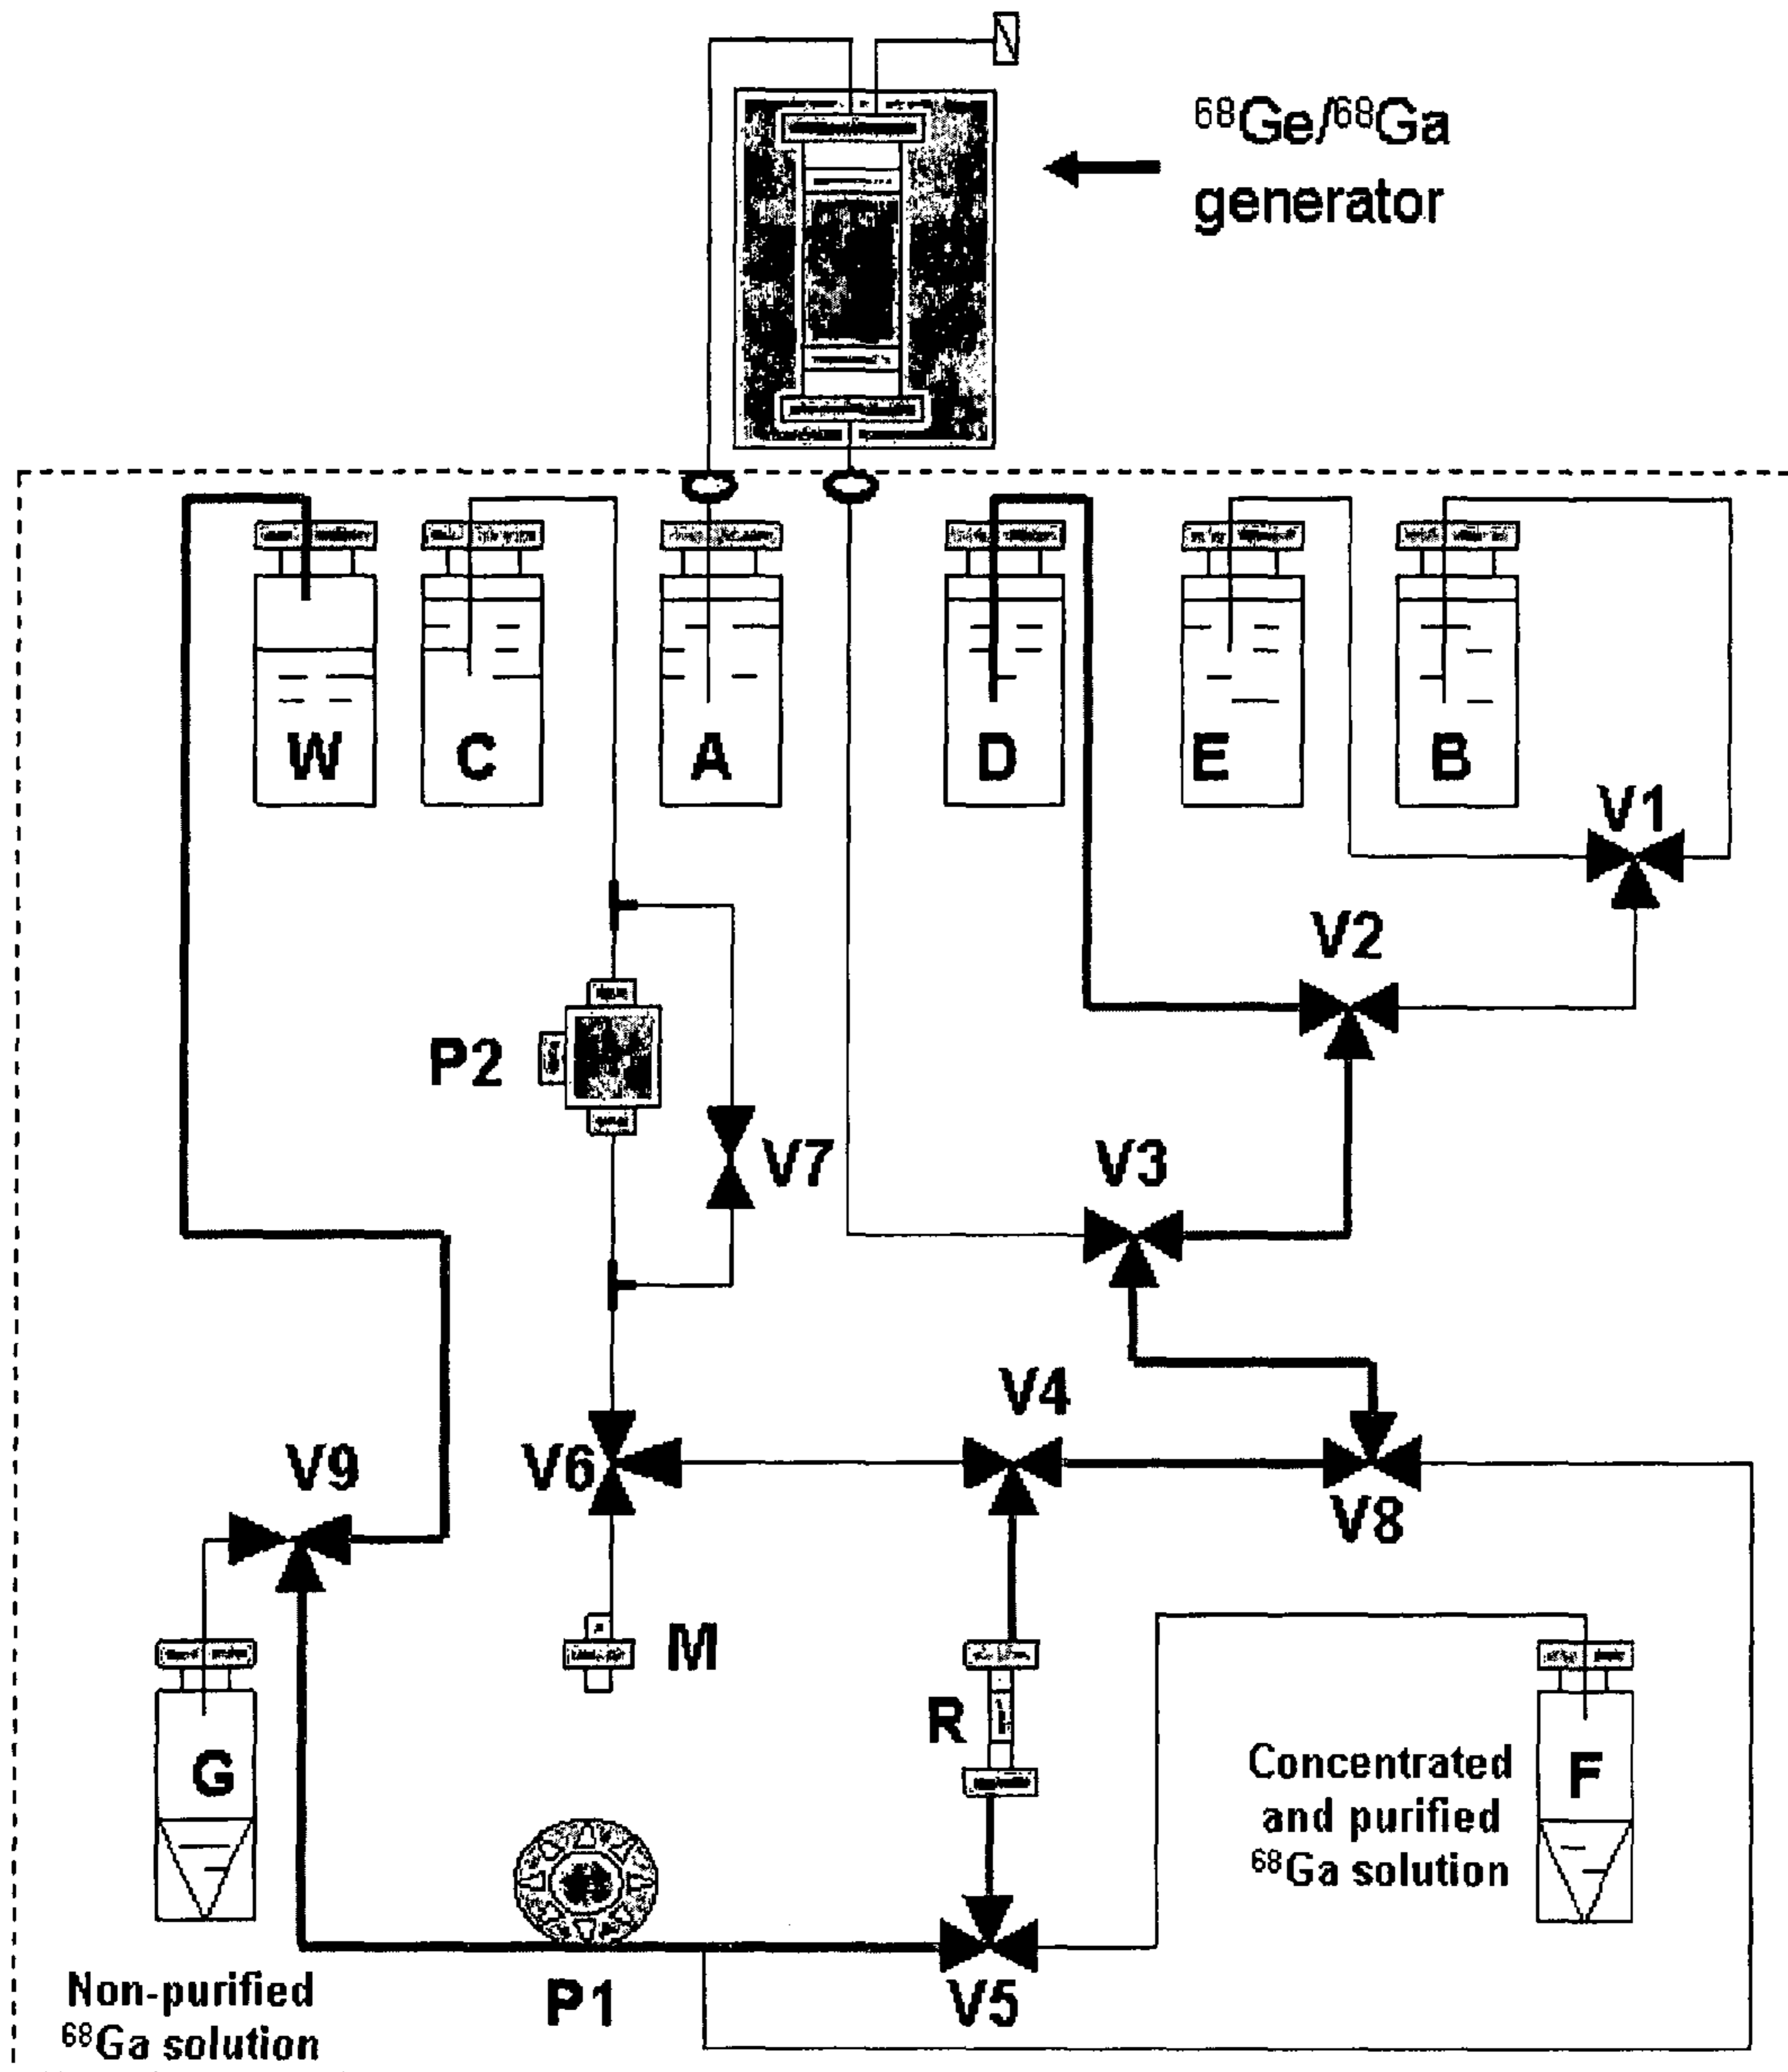 ⁶⁸Ge/⁶⁸Ga
generator
W
C
A
D
E
B
V1
V2
P2
V7
V3
V4
V9
V6
V8
M
R
G
Concentrated
and purified
⁶⁸Ga solution
F
Non-purified
⁶⁸Ga solution
P1
V5